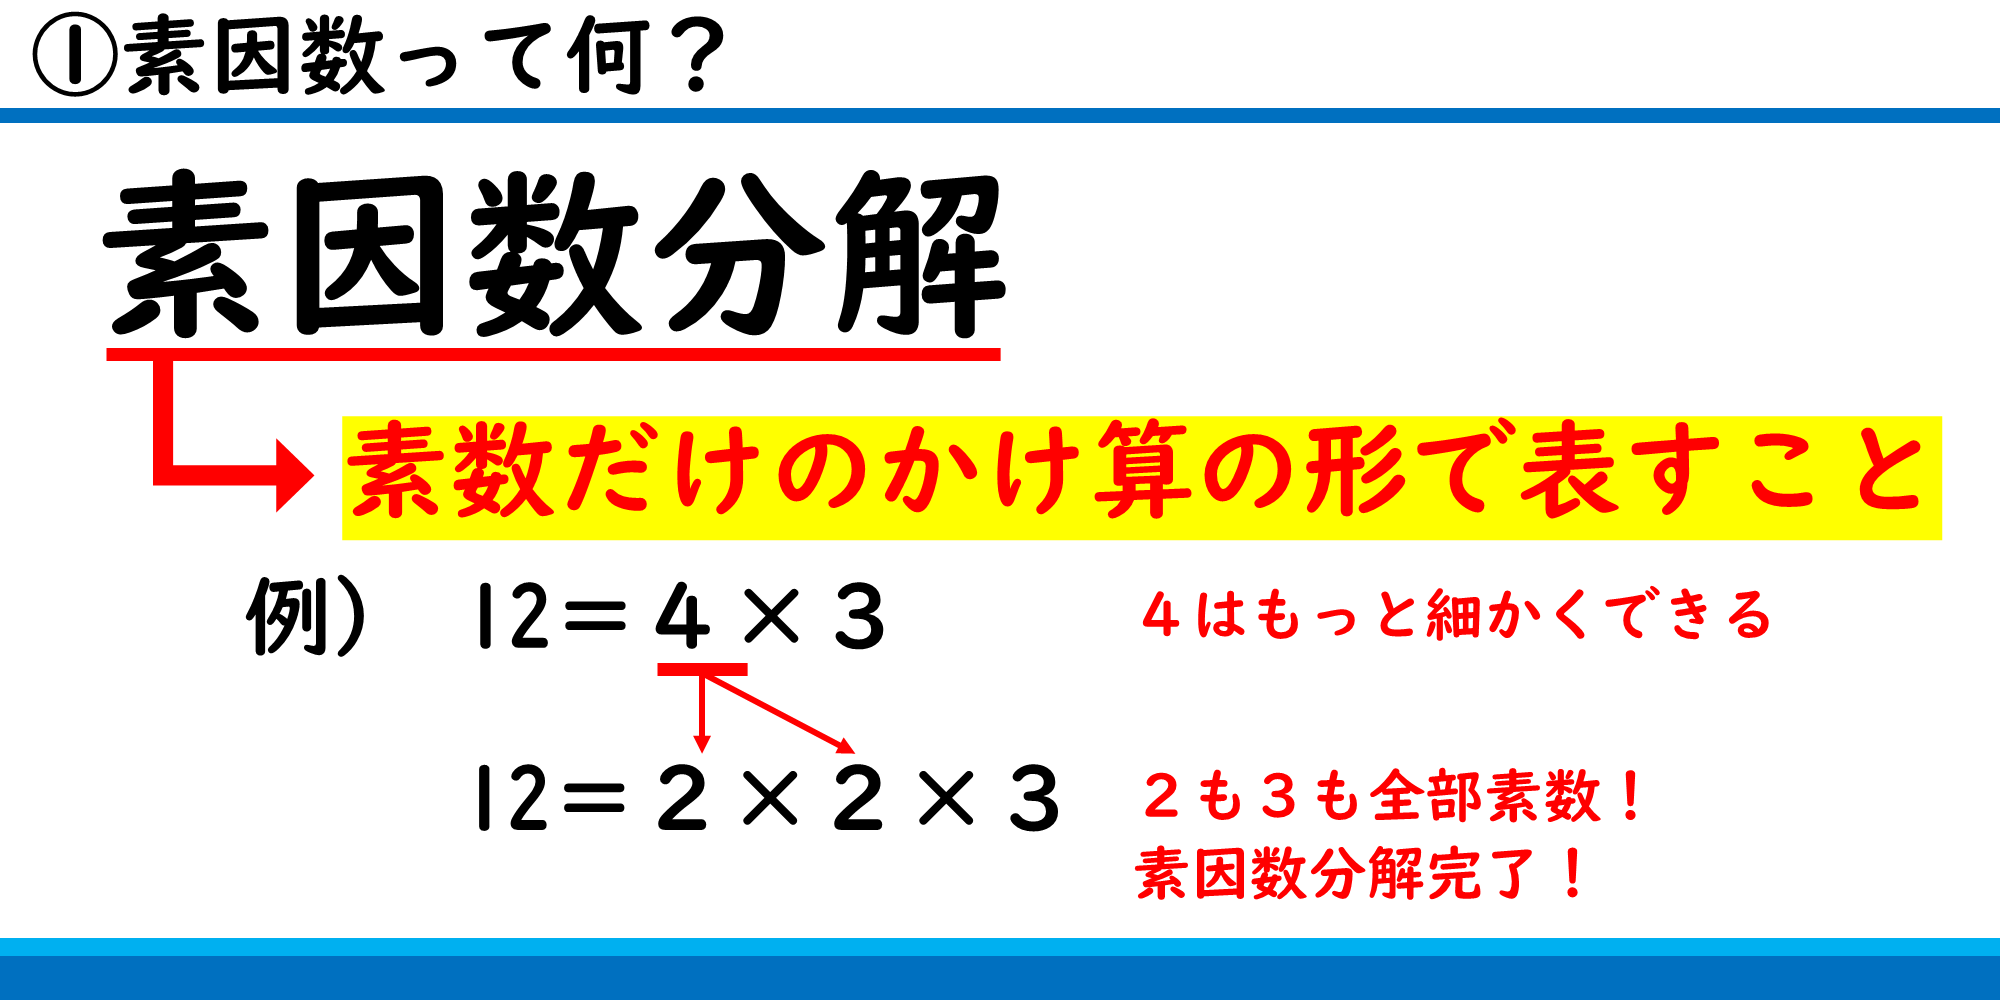 ①素因数って何？
素因数分解
素数だけのかけ算の形で表すこと
例) 12＝4×3 4はもっと細かくできる
12＝2×2×3 2も3も全部素数！
素因数分解完了！